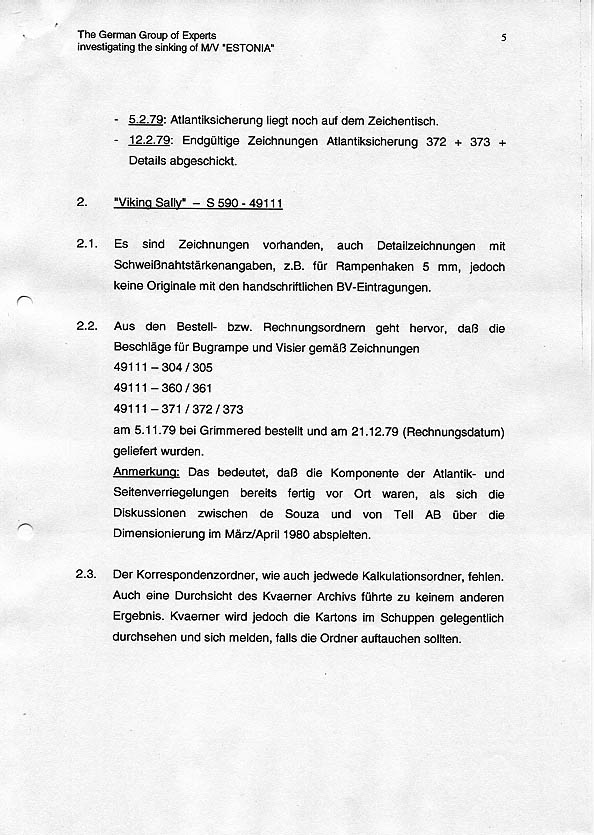 The German Group of Experts
investigating the sinking of M/V "ESTONIA"
5
- 5.2.79: Atlantiksicherung liegt noch auf dem Zeichentisch.
- 12.2.79: Endgültige Zeichnungen Atlantiksicherung 372 + 373 +
Details abgeschickt.
2. "Viking Sally" – S 590 - 49111
2.1. Es sind Zeichnungen vorhanden, auch Detailzeichnungen mit
Schweißnahtstärkenangaben, z.B. für Rampenhaken 5 mm, jedoch
keine Originale mit den handschriftlichen BV-Eintragungen.
2.2. Aus den Bestell- bzw. Rechnungsordnern geht hervor, daß die
Beschläge für Bugrampe und Visier gemäß Zeichnungen
49111 – 304 / 305
49111 – 360 / 361
49111 – 371 / 372 / 373
am 5.11.79 bei Grimmered bestellt und am 21.12.79 (Rechnungsdatum)
geliefert wurden.
Anmerkung: Das bedeutet, daß die Komponente der Atlantik- und
Seitenverriegelungen bereits fertig vor Ort waren, als sich die
Diskussionen zwischen de Souza und von Tell AB über die
Dimensionierung im März/April 1980 abspielten.
2.3. Der Korrespondenzordner, wie auch jedwede Kalkulationsordner, fehlen.
Auch eine Durchsicht des Kvaerner Archivs führte zu keinem anderen
Ergebnis. Kvaerner wird jedoch die Kartons im Schuppen gelegentlich
durchsehen und sich melden, falls die Ordner auftauchen sollten.